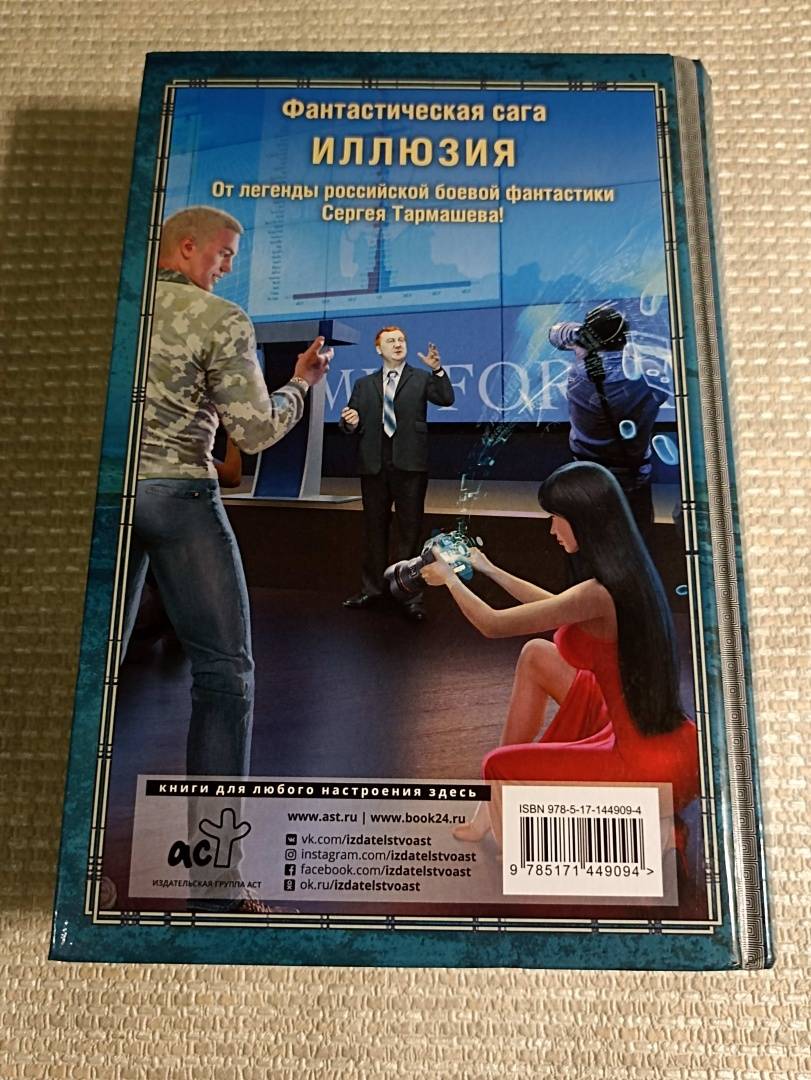 Фантастическая сага
ИЛЛЮЗИЯ
От легенды российской боевой фантастики
Сергея Тармашева!
FOR
книги для любого настроения здесь
www.ast.ru | www.book24.ru
vk.com/izdatelstvoast
instagram.com/izdatelstvoast
facebook.com/izdatelstvoast
ok.ru/izdatelstvoast
аст
ИЗДАТЕЛЬСКАЯ ГРУППА АСТ
ISBN 978-5-17-144909-4
9 785171 449094 >